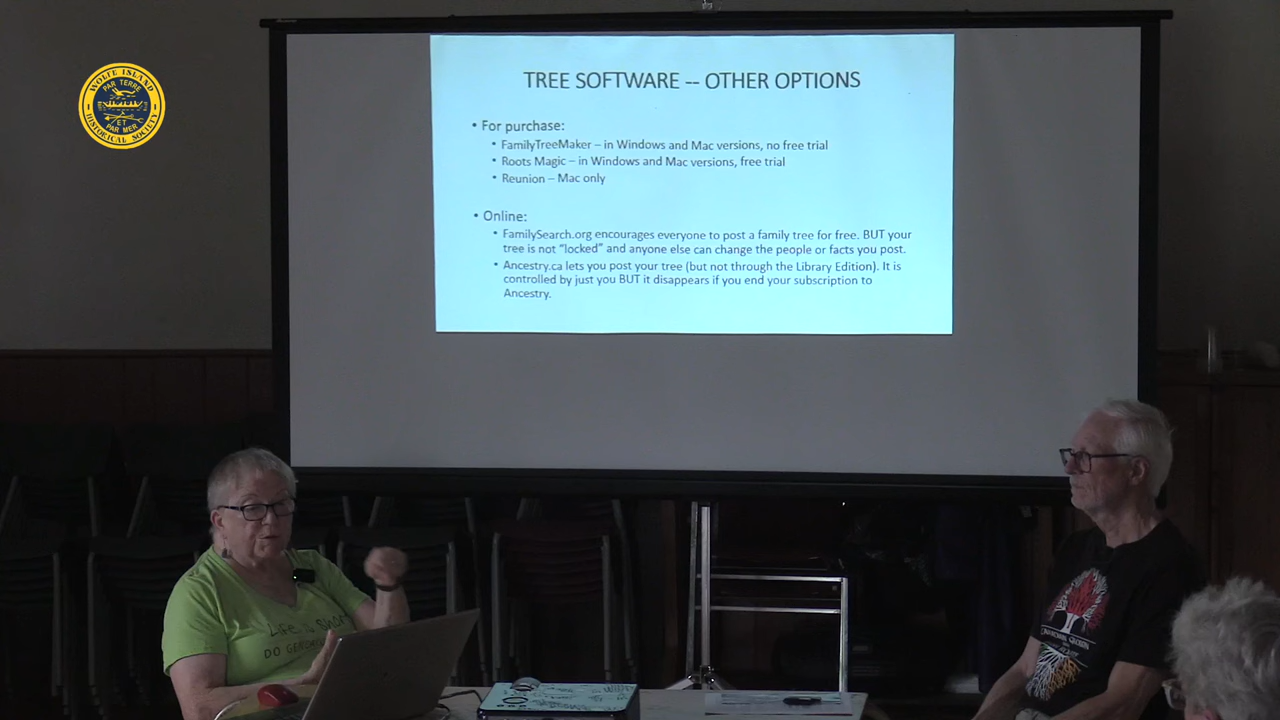 WOLFE ISLAND
PAR TERRE
ET
PAR MER
HISTORICAL SOCIETY
TREE SOFTWARE -- OTHER OPTIONS
• For purchase:
• FamilyTreeMaker – in Windows and Mac versions, no free trial
• Roots Magic – in Windows and Mac versions, free trial
• Reunion – Mac only
• Online:
• FamilySearch.org encourages everyone to post a family tree for free. BUT your
tree is not "locked" and anyone else can change the people or facts you post.
• Ancestry.ca lets you post your tree (but not through the Library Edition). It is
controlled by just you BUT it disappears if you end your subscription to
Ancestry.
Life is Short
DO